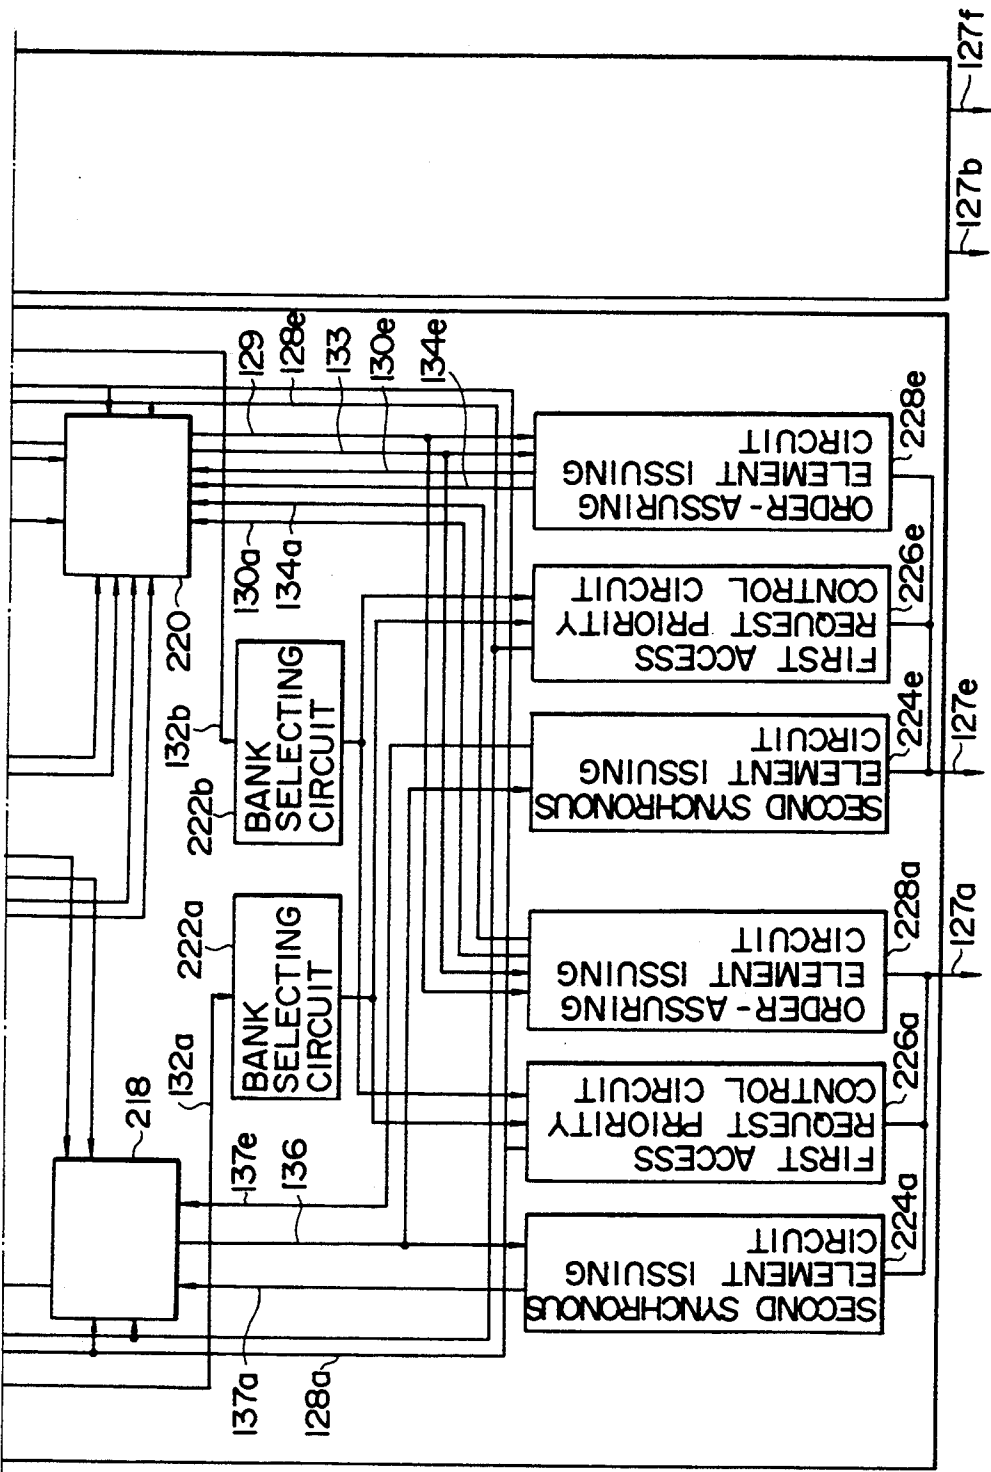 127f
127b
129
128e
133
130e
134e
220
130a
134a
132b
222b
BANK
SELECTING
CIRCUIT
222a
BANK
SELECTING
CIRCUIT
132a
218
137e
136
137a
128a
ORDER-ASSURING
ELEMENT ISSUING
CIRCUIT
228e
FIRST ACCESS
REQUEST PRIORITY
CONTROL CIRCUIT
226e
SECOND SYNCHRONOUS
ELEMENT ISSUING
CIRCUIT
224e
127e
ORDER-ASSURING
ELEMENT ISSUING
CIRCUIT
228a
127a
FIRST ACCESS
REQUEST PRIORITY
CONTROL CIRCUIT
226a
SECOND SYNCHRONOUS
ELEMENT ISSUING
CIRCUIT
224a